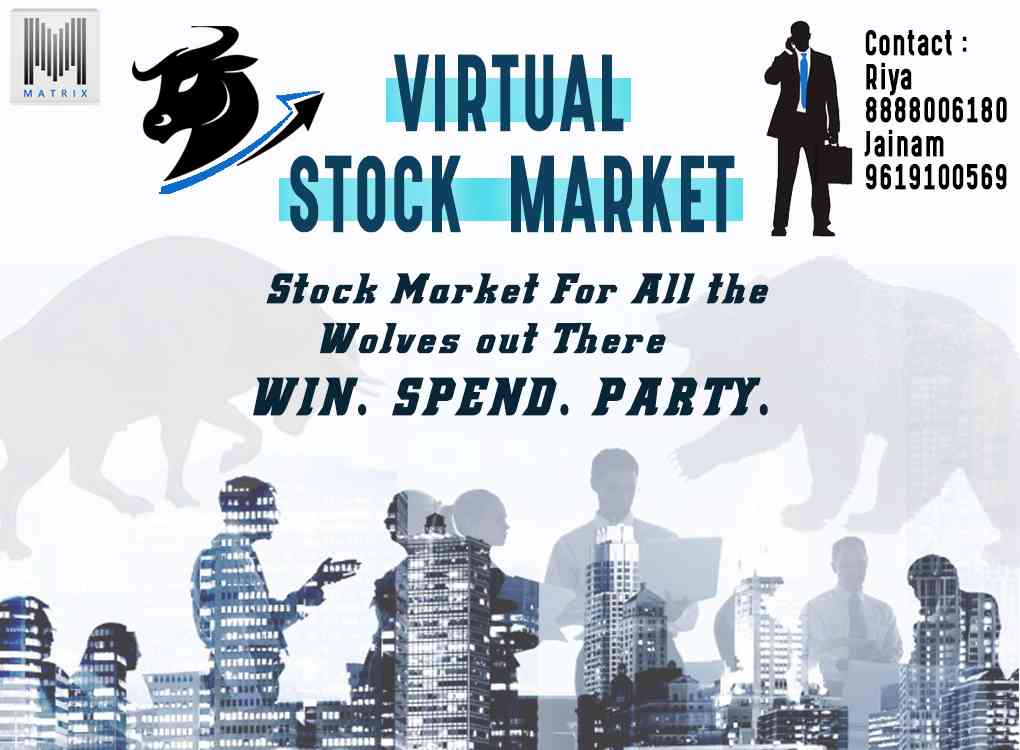 MATRIX
VIRTUAL
STOCK MARKET
Contact :
Riya
8888006180
Jainam
9619100569
Stock Market For All the
Wolves out There
WIN. SPEND. PARTY.